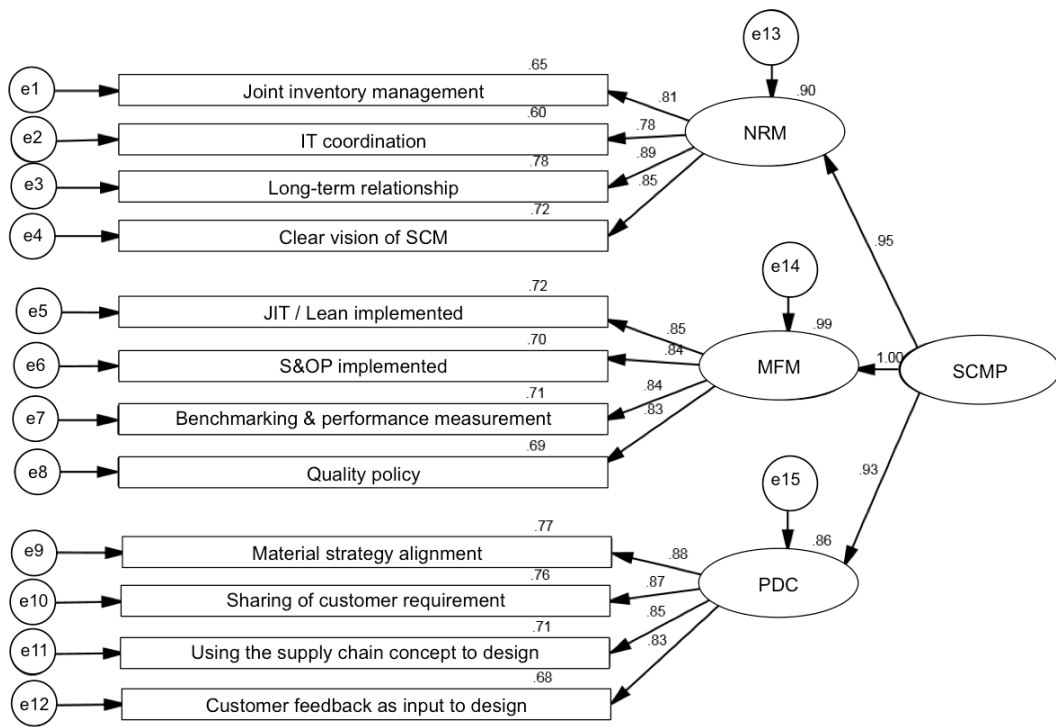 e13
.65
e1
Joint inventory management
.81
.90
NRM
.60
e2
IT coordination
.78
.78
e3
Long-term relationship
.89
.72
e4
Clear vision of SCM
.85
.95
e14
.72
e5
JIT / Lean implemented
.85
.99
MFM
1.00
SCMP
.70
e6
S&OP implemented
.84
.71
e7
Benchmarking & performance measurement
.84
.69
e8
Quality policy
.83
e15
.93
.77
e9
Material strategy alignment
.88
.86
PDC
.76
e10
Sharing of customer requirement
.87
.71
e11
Using the supply chain concept to design
.85
.68
e12
Customer feedback as input to design
.83